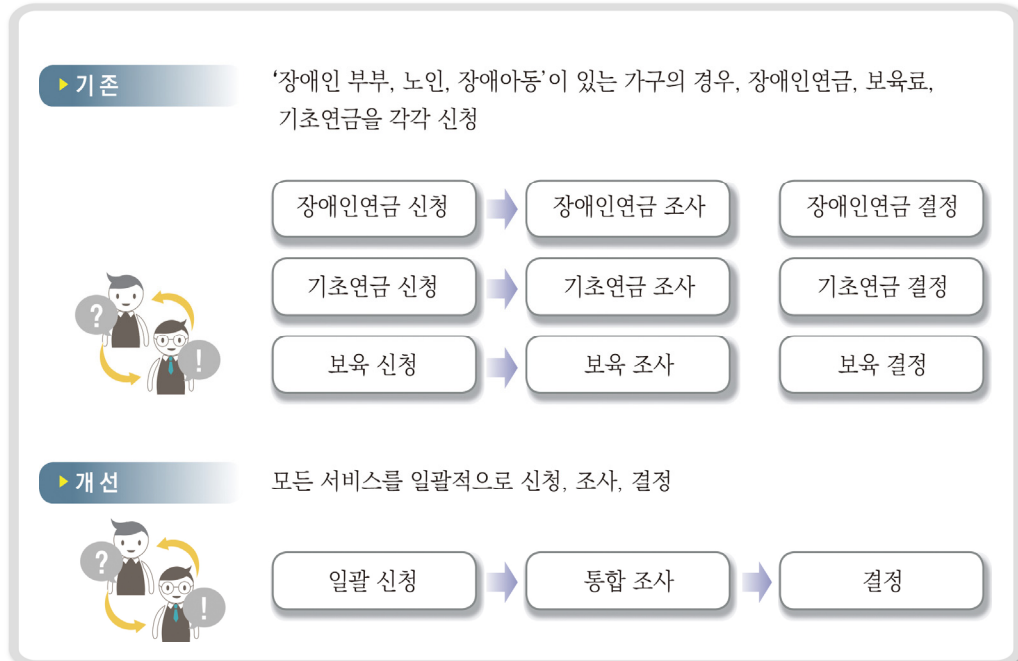 기존
'장애인 부부, 노인, 장애아동'이 있는 가구의 경우, 장애인연금, 보육료,
기초연금을 각각 신청
장애인연금 신청 장애인연금 조사 장애인연금 결정
기초연금 신청 기초연금 조사 기초연금 결정
?
!
보육 신청 보육 조사 보육 결정
개선
모든 서비스를 일괄적으로 신청, 조사, 결정
?
일괄 신청 통합 조사 결정
!